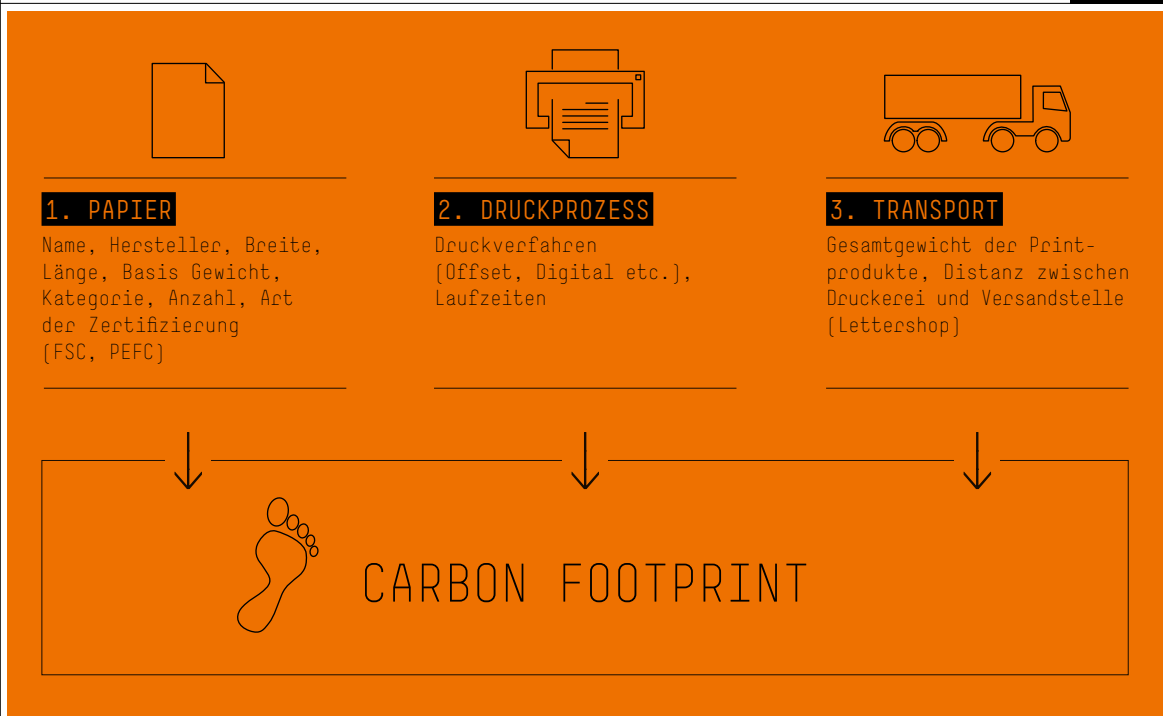 1. PAPIER
Name, Hersteller, Breite,
Länge, Basis Gewicht,
Kategorie, Anzahl, Art
der Zertifizierung
(FSC, PEFC)
2. DRUCKPROZESS
Druckverfahren
(Offset, Digital etc.),
Laufzeiten
3. TRANSPORT
Gesamtgewicht der Print-
produkte, Distanz zwischen
Druckerei und Versandstelle
(Lettershop)
CARBON FOOTPRINT